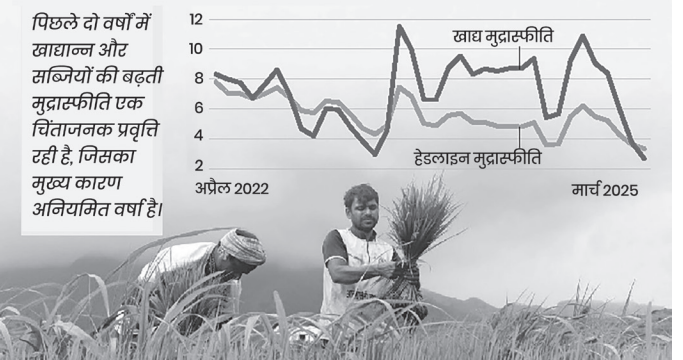 पिछले दो वर्षों में
खाद्यान्न और
सब्जियों की बढ़ती
मुद्रास्फीति एक
चिंताजनक प्रवृत्ति
रही है, जिसका
मुख्य कारण
अनियमित वर्षा है।
12
10
8
6
4
2
खाद्य मुद्रास्फीति
हेडलाइन मुद्रास्फीति
अप्रैल 2022
मार्च 2025